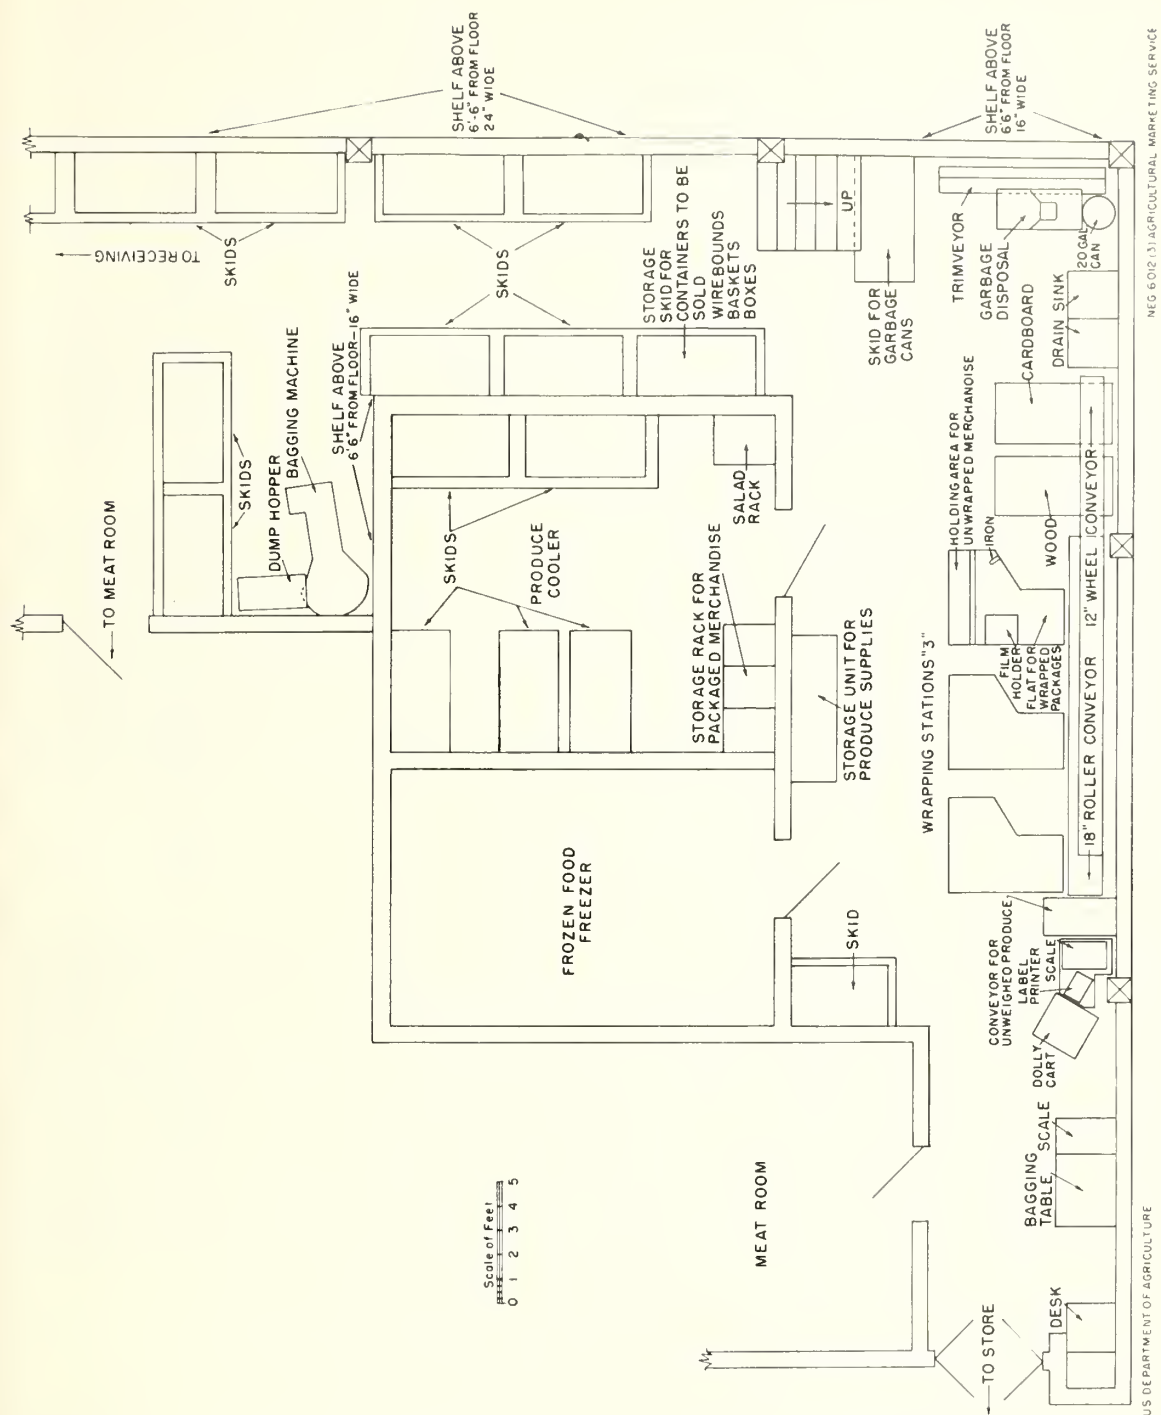 TO MEAT ROOM
TO RECEIVING
SKIDS
SKIDS
DUMP HOPPER
BAGGING MACHINE
SHELF ABOVE
6'6" FROM FLOOR-16" WIDE
SHELF ABOVE
6'-6" FROM FLOOR
24" WIDE
SKIDS
SKIDS
PRODUCE
COOLER
Scale of Feet
0 1 2 3 4 5
FROZEN FOOD
FREEZER
STORAGE
SKID FOR
CONTAINERS TO BE
SOLD
WIREBOUNDS
BASKETS
BOXES
STORAGE RACK FOR
PACKAGED MERCHANDISE
SALAD
RACK
MEAT ROOM
SKID
STORAGE UNIT FOR
PRODUCE SUPPLIES
UP
SKID FOR
GARBAGE
CANS
WRAPPING STATIONS "3"
HOLDING AREA FOR
UNWRAPPED MERCHANOISE
IRON
FILM
HOLDER
FLAT FOR
WRAPPED
PACKAGES
TRIMVEYOR
GARBAGE
DISPOSAL
20 GAL
CAN
SHELF ABOVE
6'6" FROM FLOOR
16" WIDE
TO STORE
DESK
BAGGING
TABLE
SCALE
DOLLY
CART
CONVEYOR FOR
UNWEIGHED PRODUCE
LABEL
PRINTER
SCALE
WOOD
CARDBOARD
DRAIN SINK
18" ROLLER CONVEYOR
12" WHEEL CONVEYOR
US DEPARTMENT OF AGRICULTURE
NEG 6012 (3) AGRICULTURAL MARKETING SERVICE